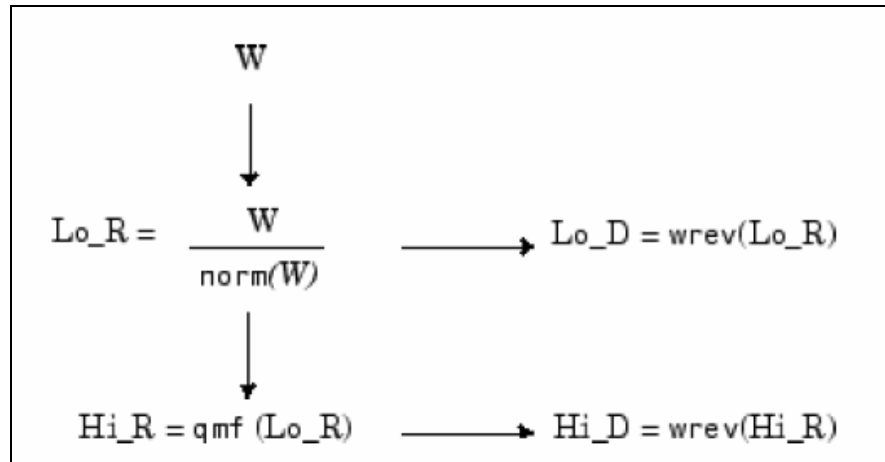 W
Lo_R = W / norm(W)
Lo_D = wrev(Lo_R)
Hi_R = qmf (Lo_R)
Hi_D = wrev(Hi_R)